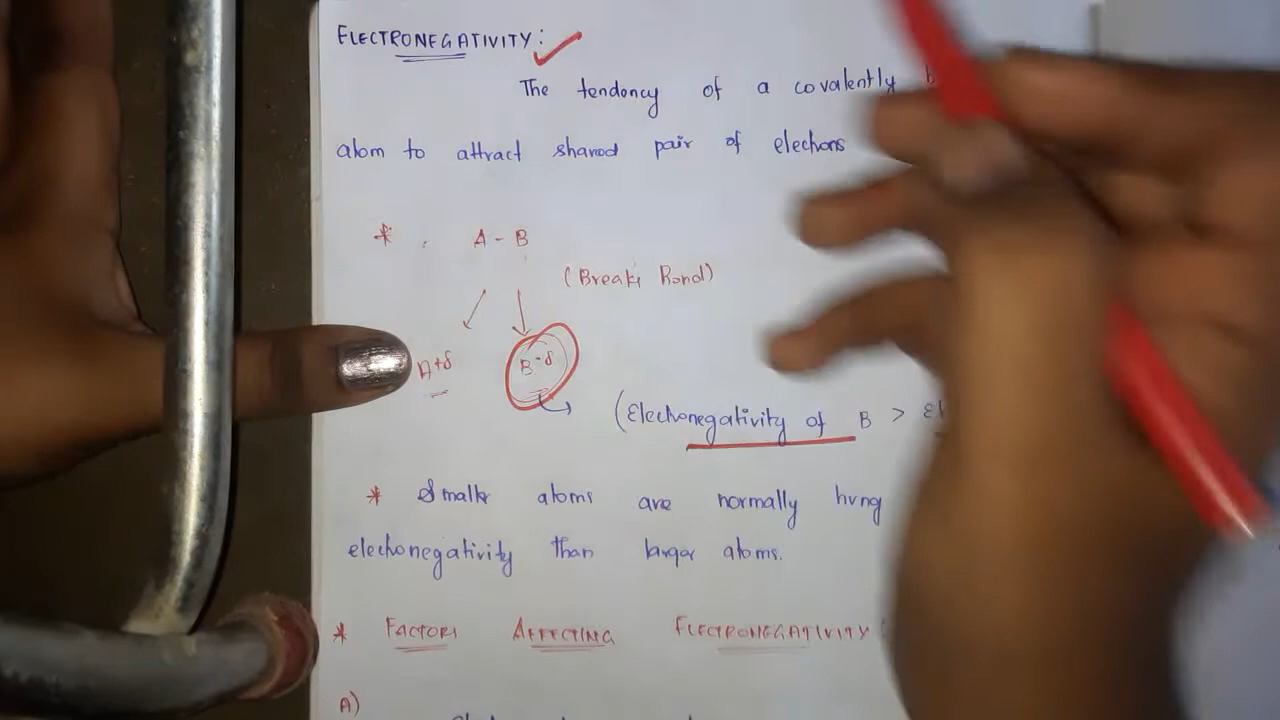 ELECTRONEGATIVITY:
The tendency of a covalently
atom to attract shared pair of electrons
* A - B
(Break Bond)
A+δ B-δ
(Electronegativity of B >
* Smaller atoms are normally hvng
electronegativity than larger atoms.
* FACTORS AFFECTING ELECTRONEGATIVITY
A)